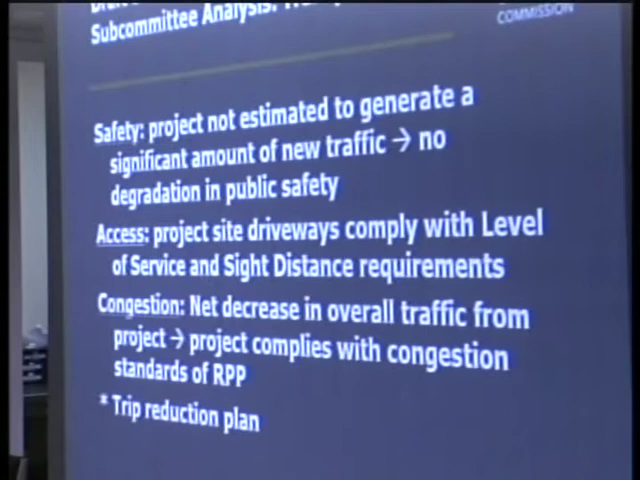 Subcommittee Analysis:
COMMISSION
Safety: project not estimated to generate a
significant amount of new traffic → no
degradation in public safety
Access: project site driveways comply with Level
of Service and Sight Distance requirements
Congestion: Net decrease in overall traffic from
project → project complies with congestion
standards of RPP
* Trip reduction plan